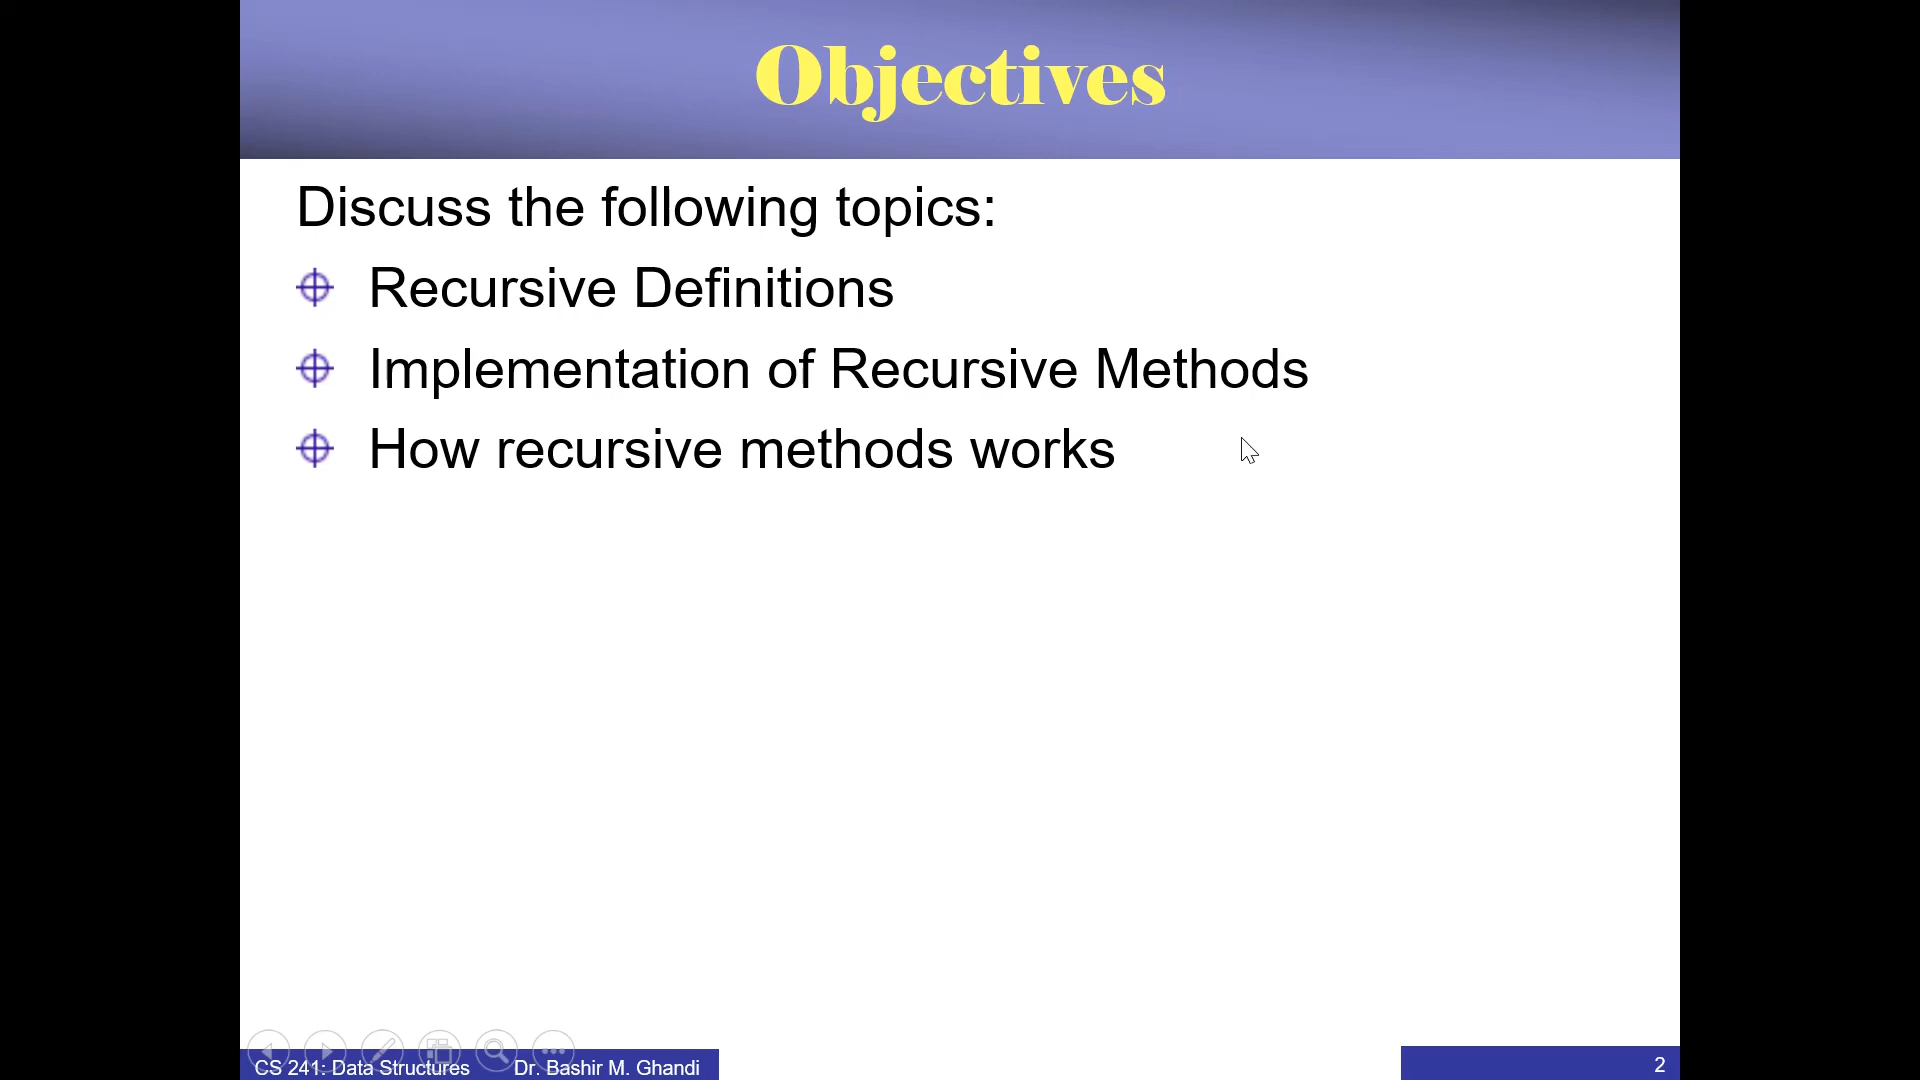 Objectives
Discuss the following topics:
Recursive Definitions
Implementation of Recursive Methods
How recursive methods works
CS 241: Data Structures Dr. Bashir M. Ghandi
2